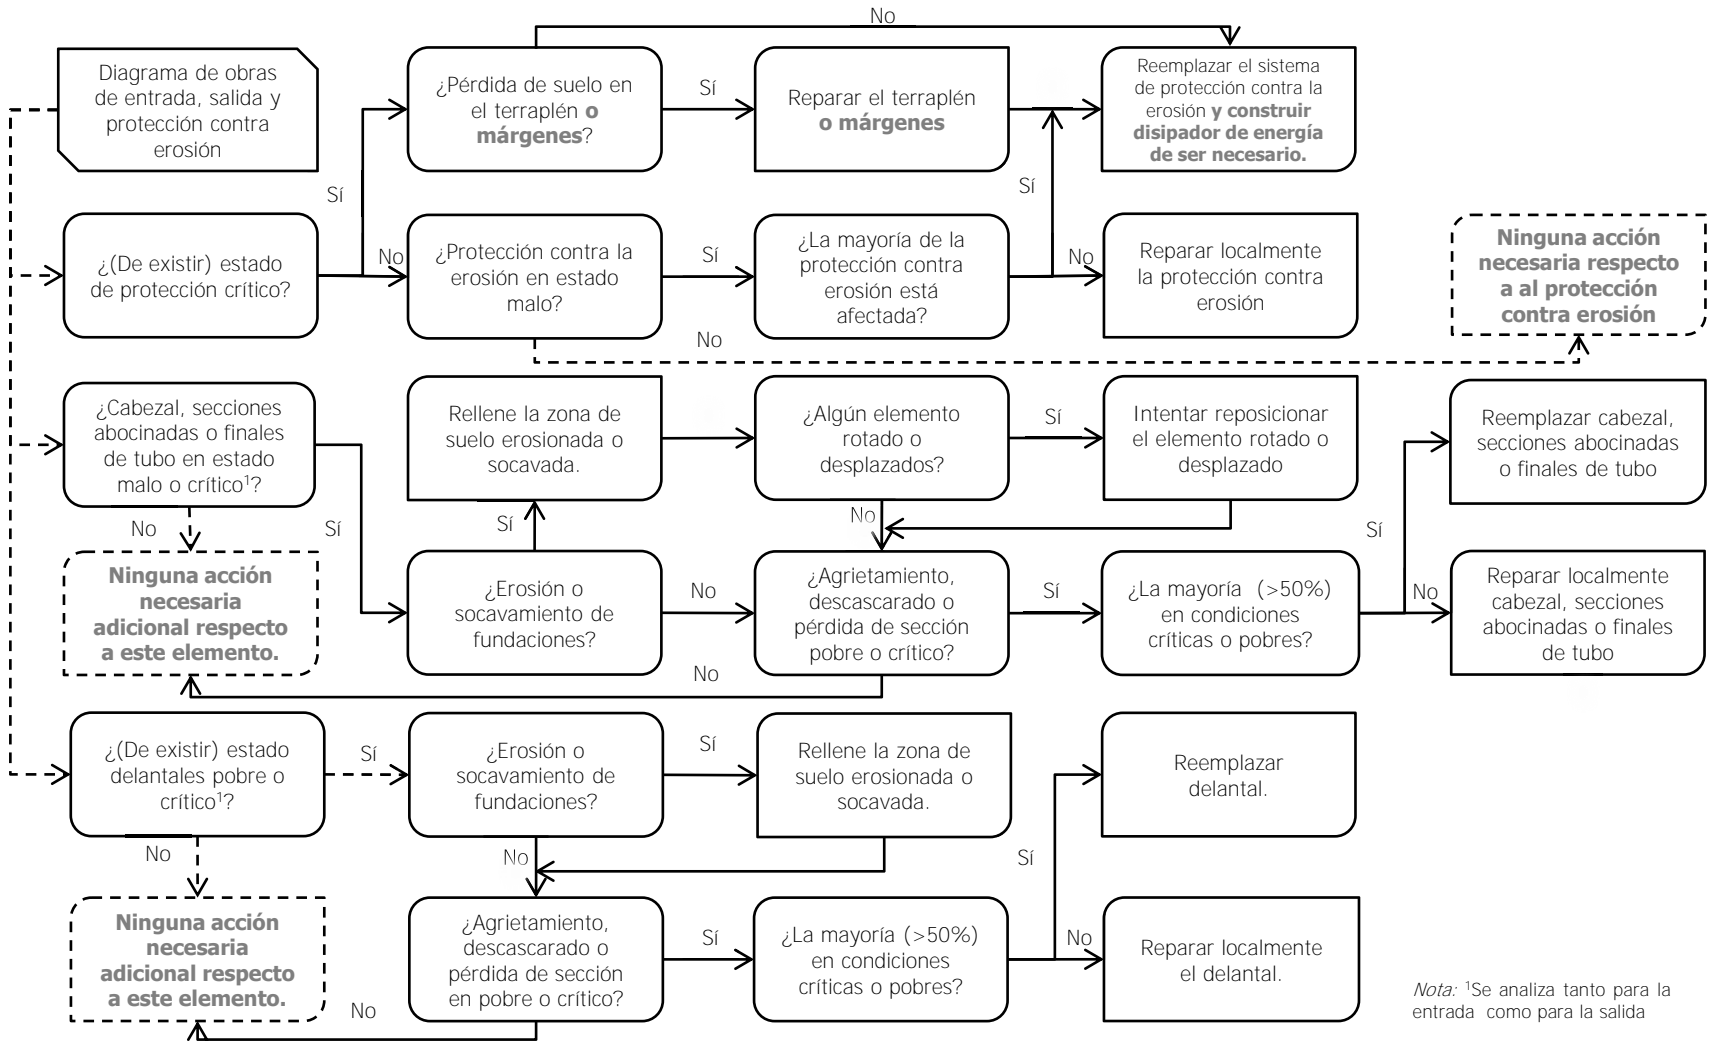 No
Diagrama de obras
de entrada, salida y
protección contra
erosión
¿Pérdida de suelo en
el terraplén o
márgenes?
Sí
Reparar el terraplén
o márgenes
Reemplazar el sistema
de protección contra la
erosión y construir
disipador de energía
de ser necesario.
Sí
Sí
¿(De existir) estado
de protección crítico?
No
¿Protección contra la
erosión en estado
malo?
Sí
¿La mayoría de la
protección contra
erosión está
afectada?
No
Reparar localmente
la protección contra
erosión
Ninguna acción
necesaria respecto
a al protección
contra erosión
No
¿Cabezal, secciones
abocinadas o finales
de tubo en estado
malo o crítico1?
Rellene la zona de
suelo erosionada o
socavada.
¿Algún elemento
rotado o
desplazados?
Sí
Intentar reposicionar
el elemento rotado o
desplazado
Reemplazar cabezal,
secciones abocinadas
o finales de tubo
No
Sí
Sí
No
Sí
Ninguna acción
necesaria
adicional respecto
a este elemento.
¿Erosión o
socavamiento de
fundaciones?
No
¿Agrietamiento,
descascarado o
pérdida de sección
pobre o crítico?
Sí
¿La mayoría (>50%)
en condiciones
críticas o pobres?
No
Reparar localmente
cabezal, secciones
abocinadas o finales
de tubo
No
¿(De existir) estado
delantales pobre o
crítico1?
Sí
¿Erosión o
socavamiento de
fundaciones?
Sí
Rellene la zona de
suelo erosionada o
socavada.
Reemplazar
delantal.
No
No
Sí
Ninguna acción
necesaria
adicional respecto
a este elemento.
¿Agrietamiento,
descascarado o
pérdida de sección
en pobre o crítico?
Sí
¿La mayoría (>50%)
en condiciones
críticas o pobres?
No
Reparar localmente
el delantal.
No
Nota: 1Se analiza tanto para la
entrada como para la salida